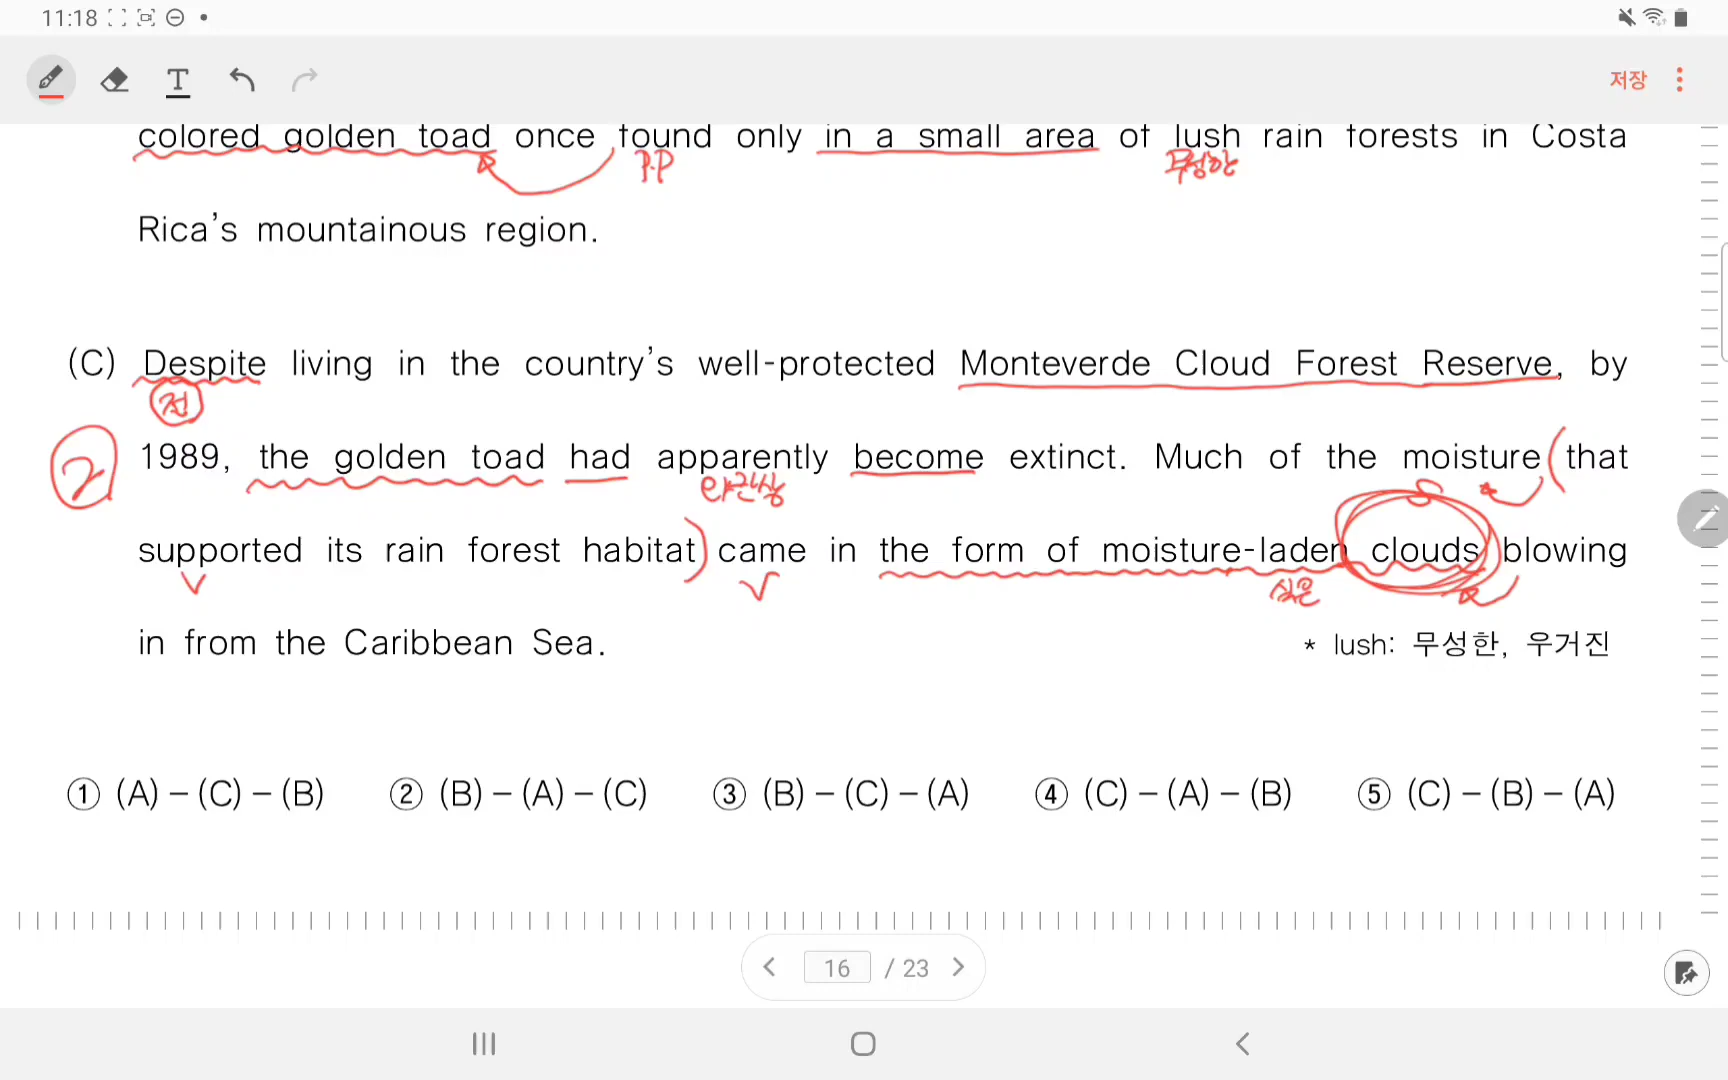 11:18
저장
colored golden toad once found only in a small area of lush rain forests in Costa
P.P 무성한
Rica's mountainous region.
(C) Despite living in the country's well-protected Monteverde Cloud Forest Reserve, by
전
2 1989, the golden toad had apparently become extinct. Much of the moisture (that
supported its rain forest habitat) came in the form of moisture-laden clouds blowing
V V 실은
in from the Caribbean Sea.
* lush: 무성한, 우거진
① (A) – (C) – (B) ② (B) – (A) – (C) ③ (B) – (C) – (A) ④ (C) – (A) – (B) ⑤ (C) – (B) – (A)
16 / 23